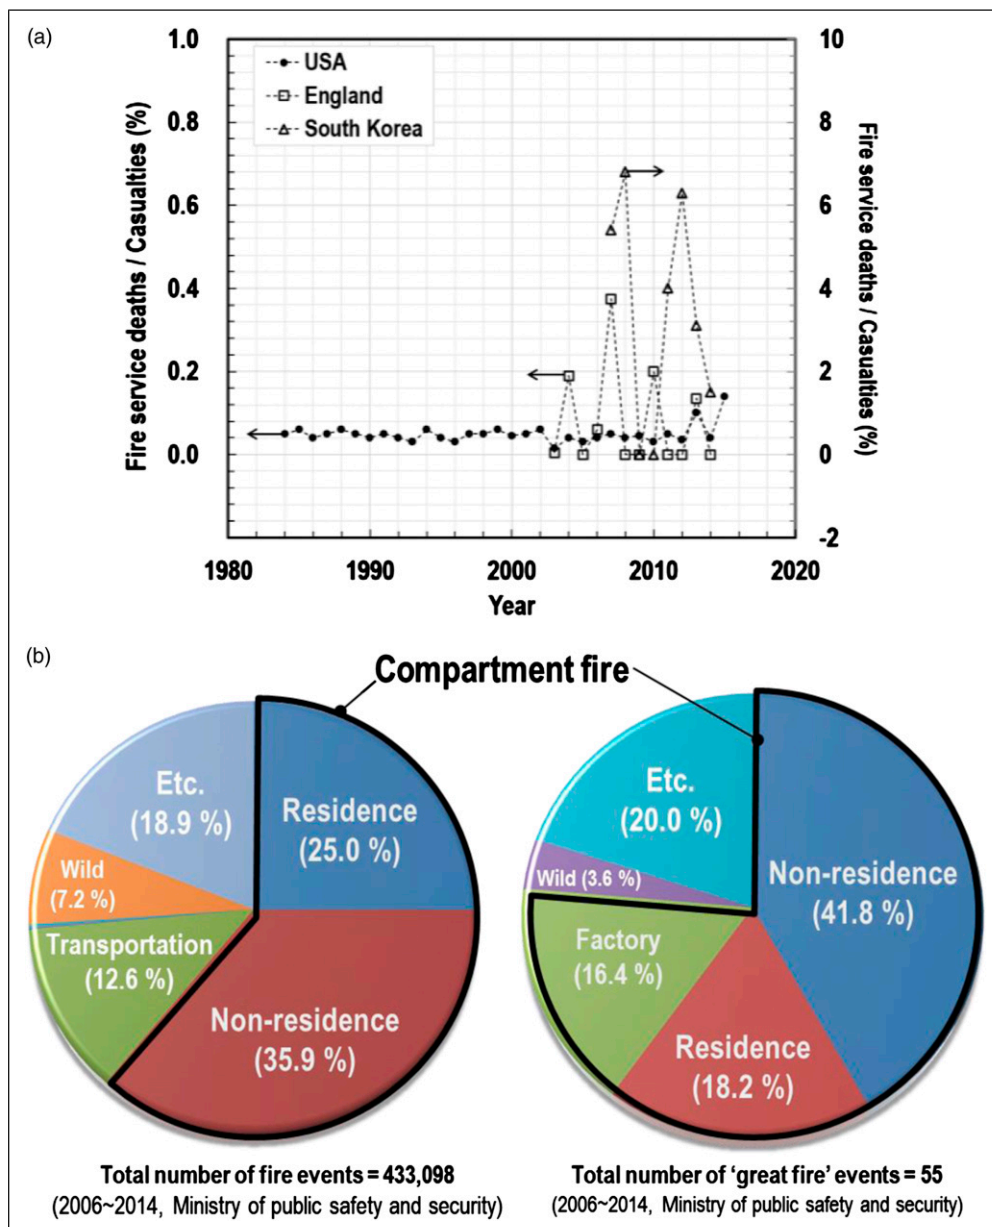 (a)
1.0
0.8
0.6
0.4
0.2
0.0
Fire service deaths / Casualties (%)
USA
England
South Korea
10
8
6
4
2
0
-2
Fire service deaths / Casualties (%)
1980 1990 2000 2010 2020
Year
(b)
Compartment fire
Etc.
(18.9 %)
Residence
(25.0 %)
Wild
(7.2 %)
Transportation
(12.6 %)
Non-residence
(35.9 %)
Total number of fire events = 433,098
(2006~2014, Ministry of public safety and security)
Etc.
(20.0 %)
Non-residence
(41.8 %)
Wild (3.6 %)
Factory
(16.4 %)
Residence
(18.2 %)
Total number of ‘great fire’ events = 55
(2006~2014, Ministry of public safety and security)